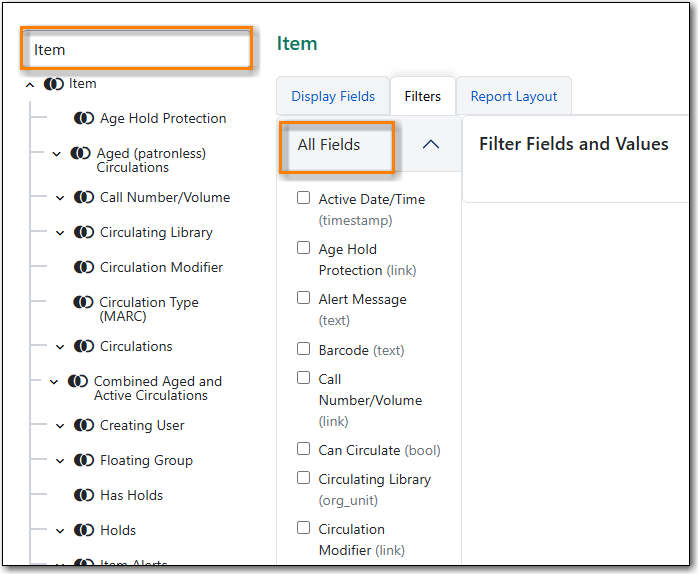 Item
Item
Age Hold Protection
Aged (patronless)
Circulations
Call Number/Volume
Circulating Library
Circulation Modifier
Circulation Type
(MARC)
Circulations
Combined Aged and
Active Circulations
Creating User
Floating Group
Has Holds
Holds
Item Alerts
Item
Display Fields
Filters
Report Layout
All Fields
Active Date/Time
(timestamp)
Age Hold
Protection (link)
Alert Message
(text)
Barcode (text)
Call
Number/Volume
(link)
Can Circulate (bool)
Circulating Library
(org_unit)
Circulation
Modifier (link)
Filter Fields and Values